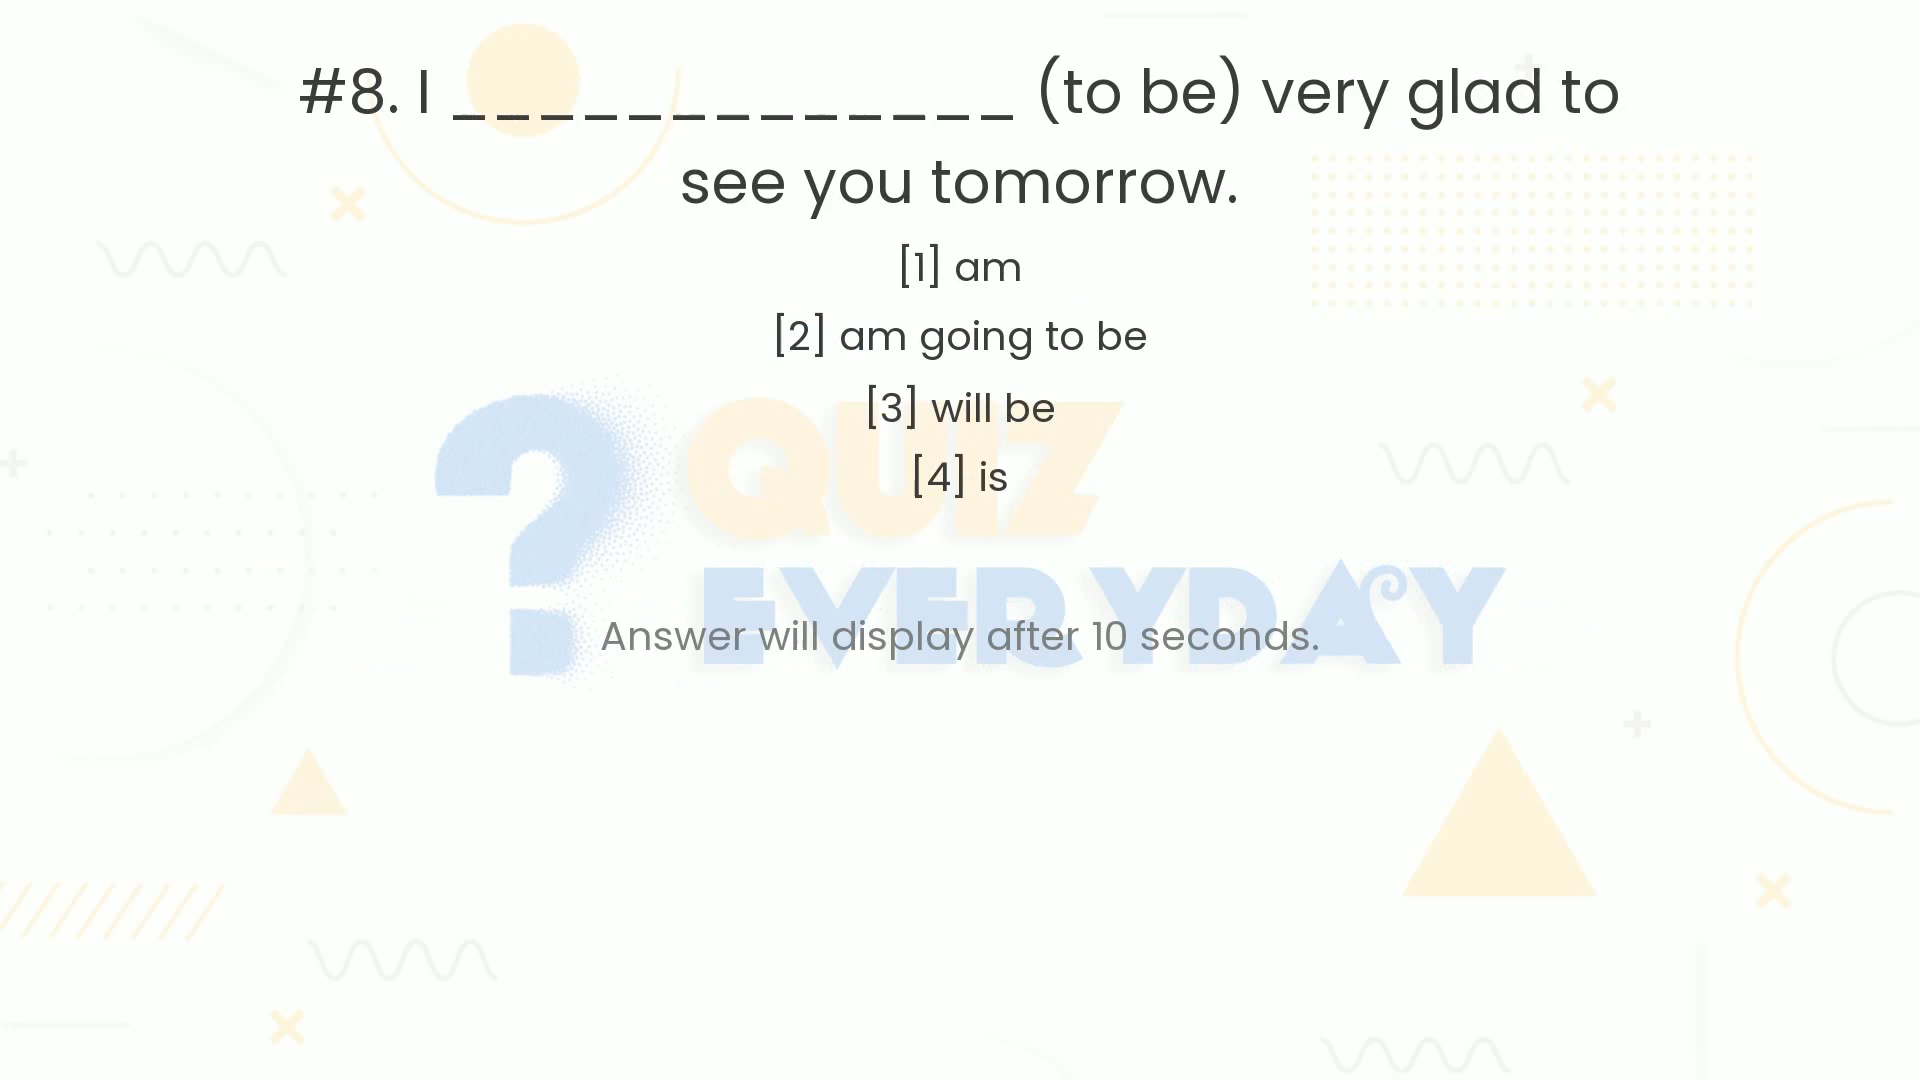 #8. I _ _ _ _ _ _ _ _ _ _ _ _ _ (to be) very glad to
see you tomorrow.
[1] am
[2] am going to be
[3] will be
[4] is
? QUIZ
EVERYDAY
Answer will display after 10 seconds.